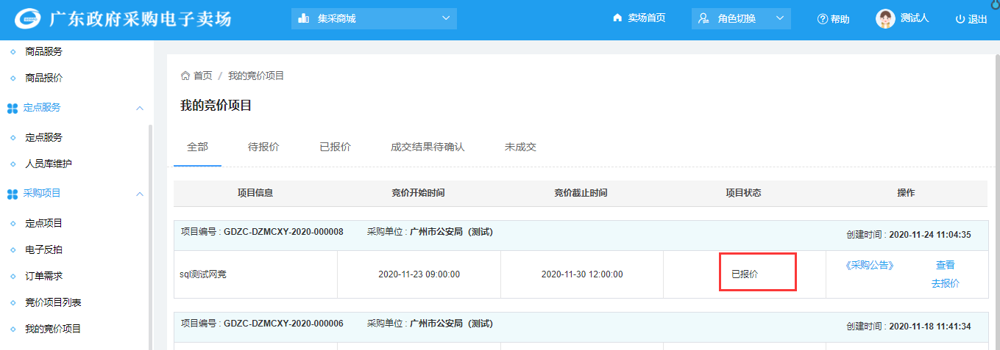 广东政府采购电子卖场
集采商城
卖场首页
角色切换
帮助
测试人
退出
商品服务
商品报价
定点服务
定点服务
人员库维护
采购项目
定点项目
电子反拍
订单需求
竞价项目列表
我的竞价项目
首页 / 我的竞价项目
我的竞价项目
全部 待报价 已报价 成交结果待确认 未成交
项目信息 竞价开始时间 竞价截止时间 项目状态 操作
项目编号 : GDZC-DZMCXY-2020-000008 采购单位 : 广州市公安局（测试） 创建时间 : 2020-11-24 11:04:35
sql测试网竞 2020-11-23 09:00:00 2020-11-30 12:00:00 已报价 《采购公告》 查看
去报价
项目编号 : GDZC-DZMCXY-2020-000006 采购单位 : 广州市公安局（测试） 创建时间 : 2020-11-18 11:41:34